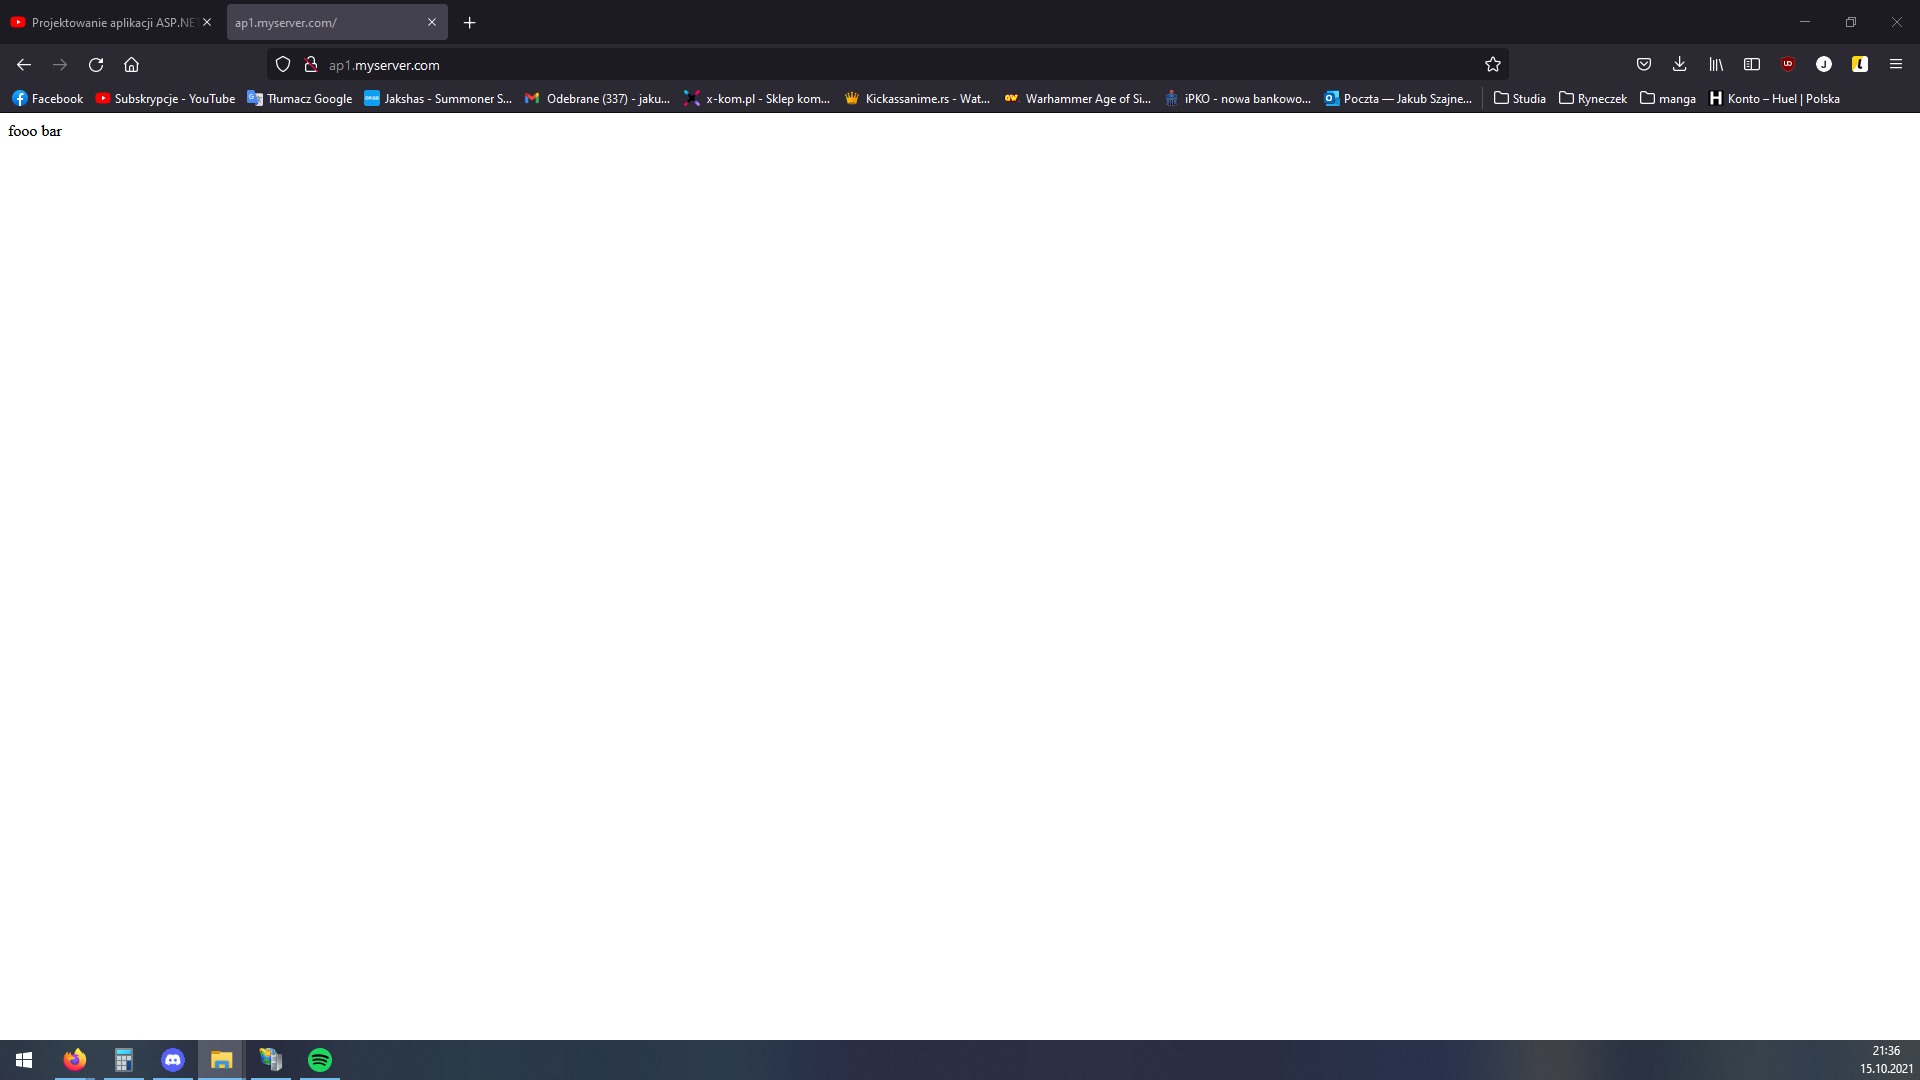 Projektowanie aplikacji ASP.NET
ap1.myserver.com/
ap1.myserver.com
Facebook
Subskrypcje - YouTube
Tłumacz Google
Jakshas - Summoner S...
Odebrane (337) - jaku...
x-kom.pl - Sklep kom...
Kickassanime.rs - Wat...
Warhammer Age of Si...
iPKO - nowa bankowo...
Poczta — Jakub Szajne...
Studia
Ryneczek
manga
Konto – Huel | Polska
fooo bar
21:36
15.10.2021